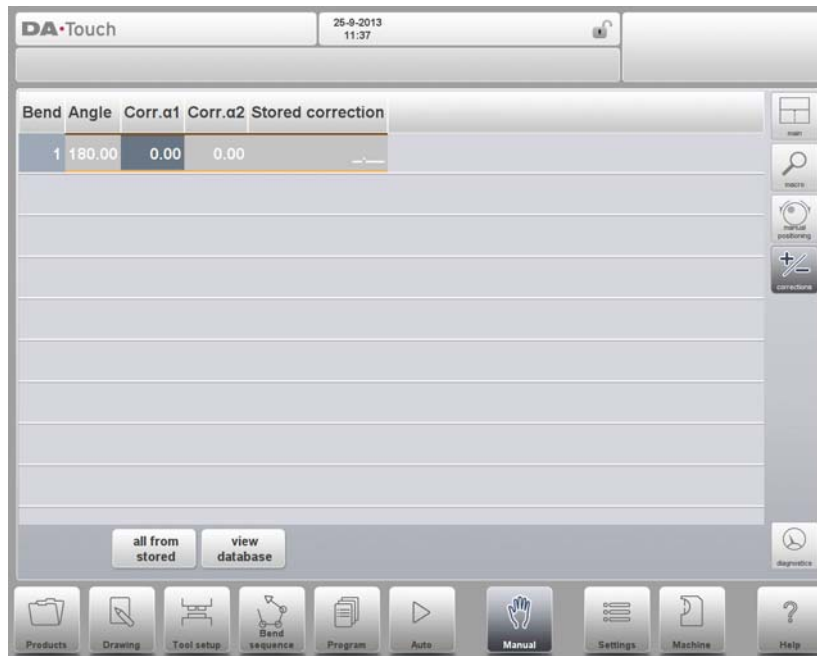 DA•Touch
25-9-2013
11:37
Bend Angle Corr.α1 Corr.α2 Stored correction
1 180.00 0.00 0.00 _.__
main
macro
manual
positioning
corrections
all from
stored
view
database
diagnostics
Products
Drawing
Tool setup
Bend
sequence
Program
Auto
Manual
Settings
Machine
Help